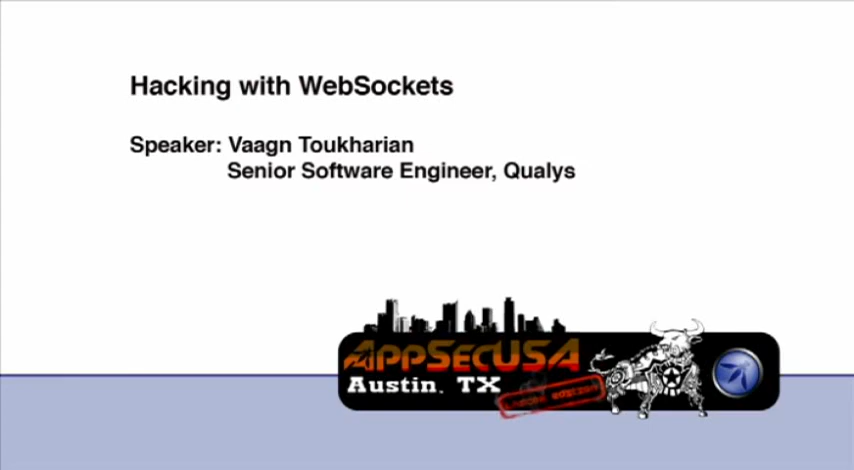 Hacking with WebSockets
Speaker: Vaagn Toukharian
Senior Software Engineer, Qualys
AppSecUSA
Austin, TX